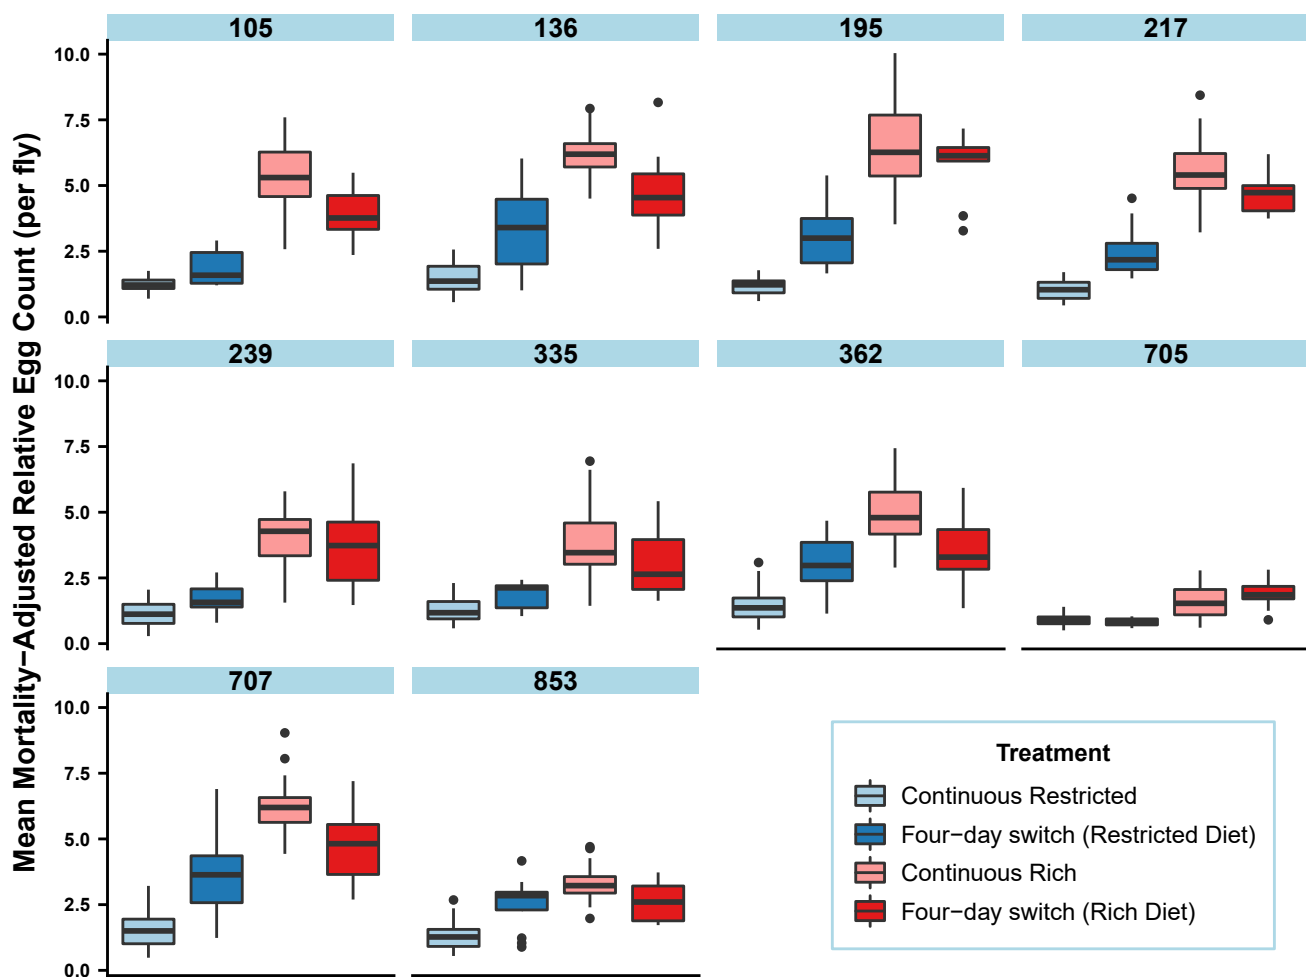 105 136 195 217
10.0
7.5
5.0
2.5
0.0
239 335 362 705
10.0
7.5
5.0
2.5
0.0
707 853
10.0
7.5
5.0
2.5
0.0
Mean Mortality−Adjusted Relative Egg Count (per fly)
Treatment
Continuous Restricted
Four−day switch (Restricted Diet)
Continuous Rich
Four−day switch (Rich Diet)